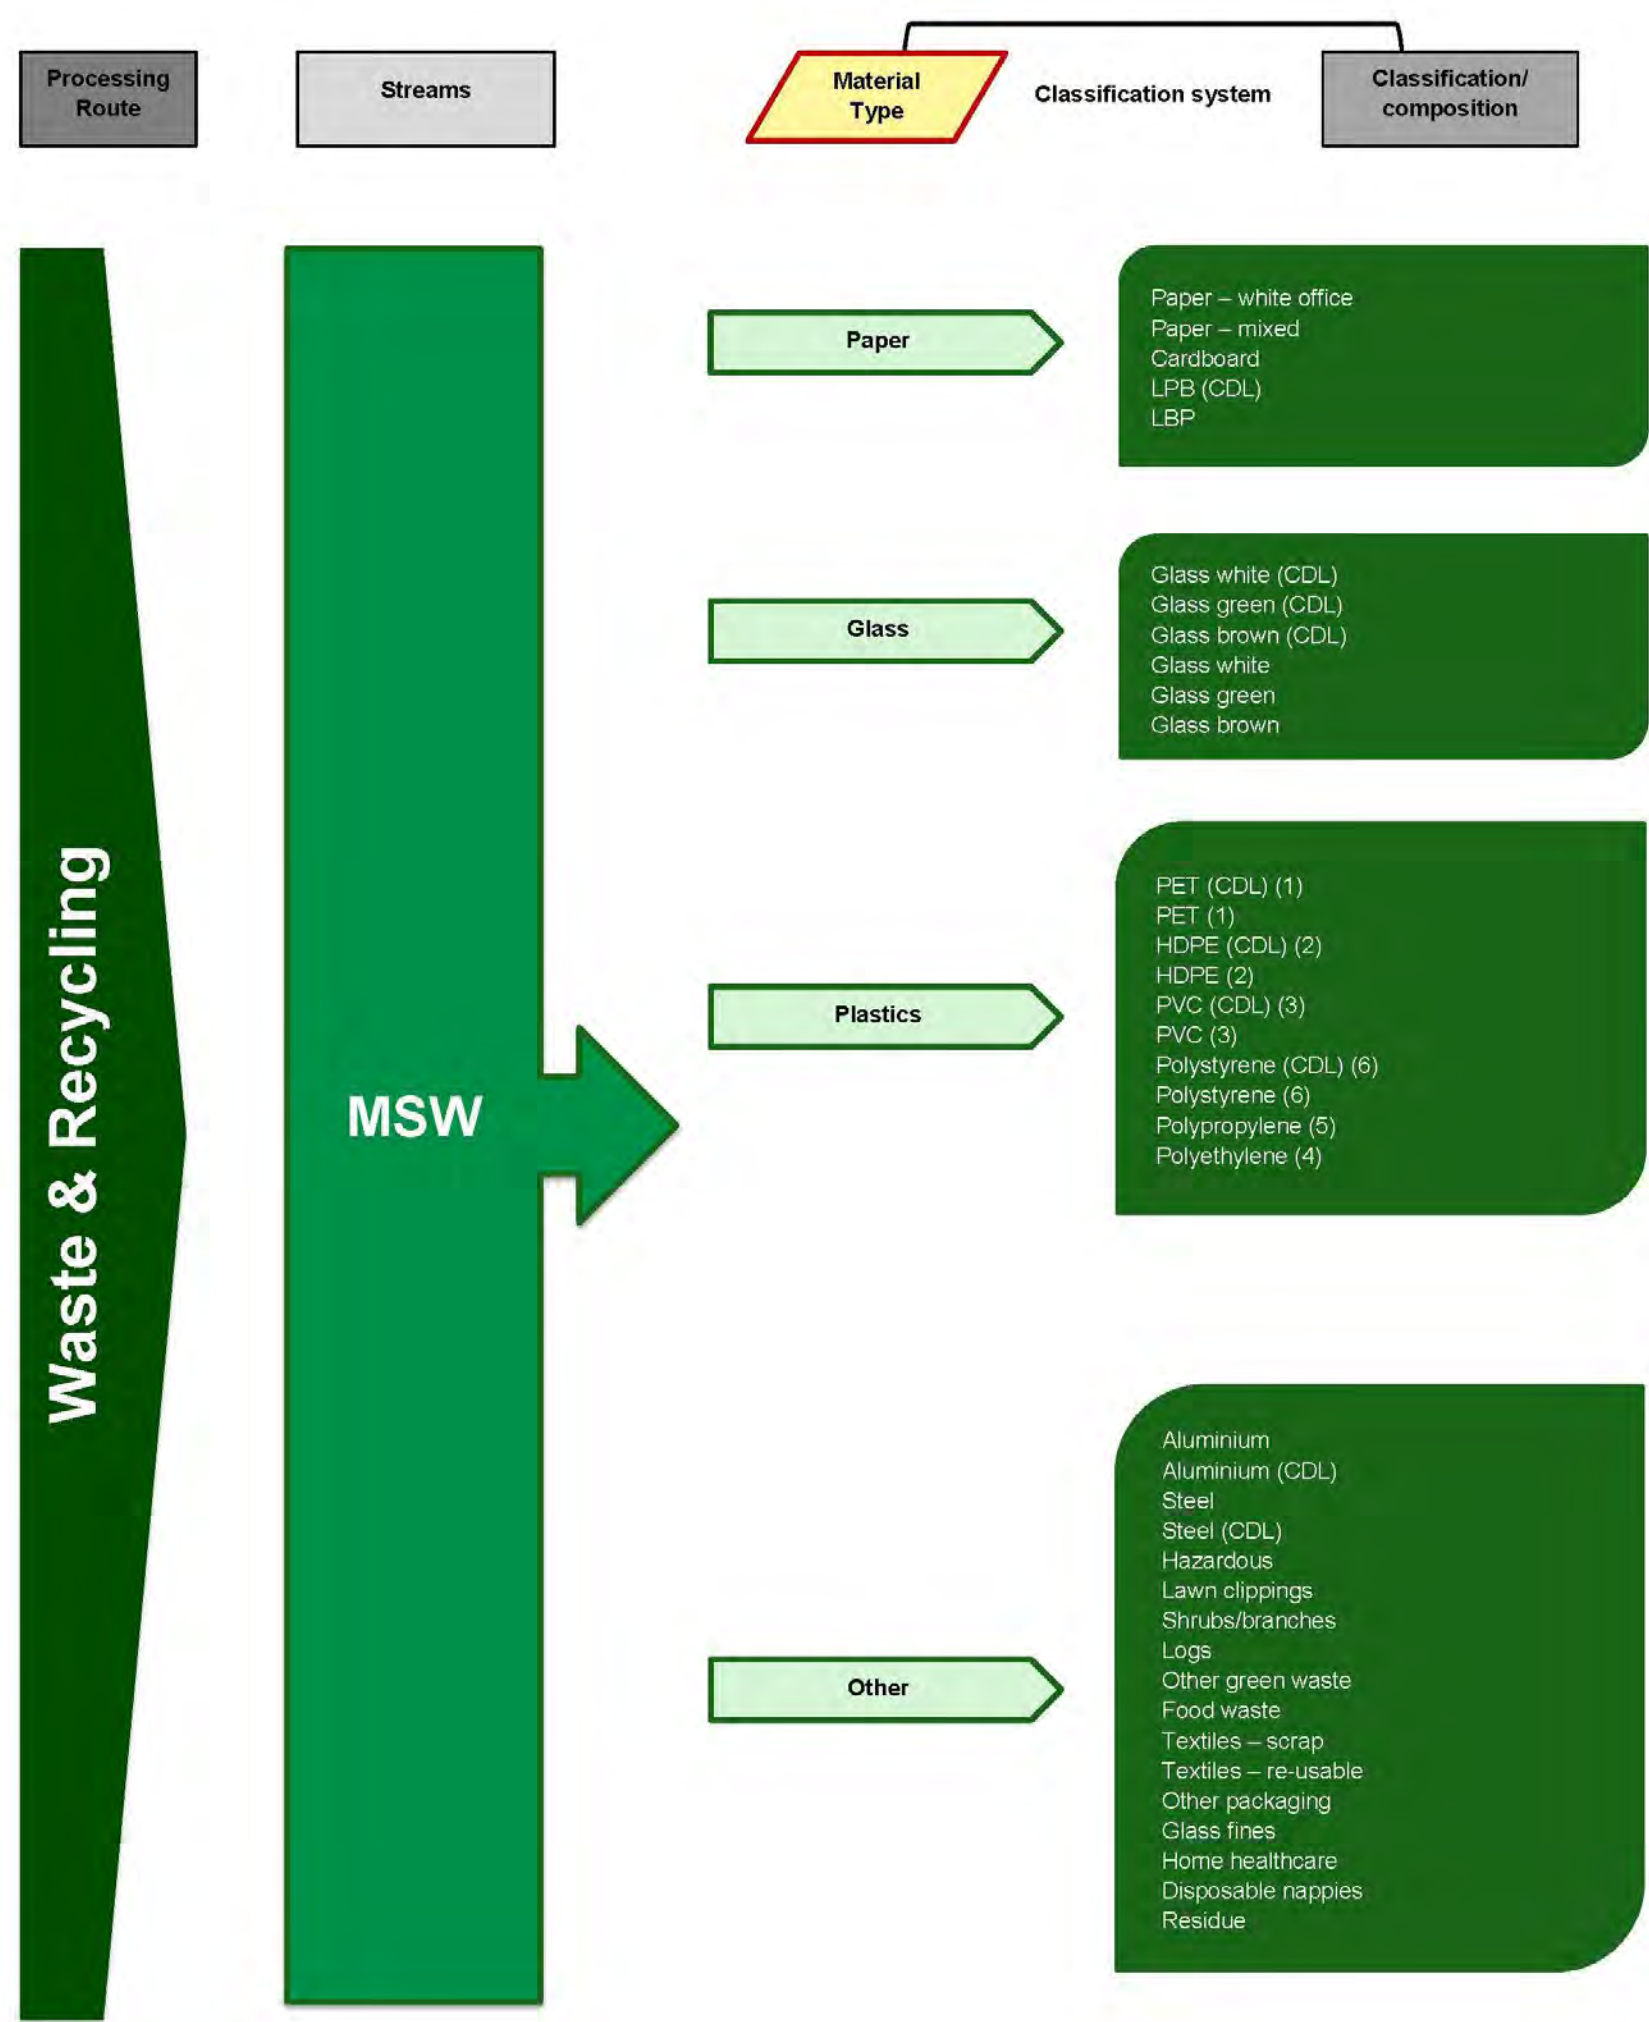 Processing
Route
Streams
Material
Type
Classification system
Classification/
composition
Waste & Recycling
MSW
Paper
Paper – white office
Paper – mixed
Cardboard
LPB (CDL)
LBP
Glass
Glass white (CDL)
Glass green (CDL)
Glass brown (CDL)
Glass white
Glass green
Glass brown
Plastics
PET (CDL) (1)
PET (1)
HDPE (CDL) (2)
HDPE (2)
PVC (CDL) (3)
PVC (3)
Polystyrene (CDL) (6)
Polystyrene (6)
Polypropylene (5)
Polyethylene (4)
Other
Aluminium
Aluminium (CDL)
Steel
Steel (CDL)
Hazardous
Lawn clippings
Shrubs/branches
Logs
Other green waste
Food waste
Textiles – scrap
Textiles – re-usable
Other packaging
Glass fines
Home healthcare
Disposable nappies
Residue